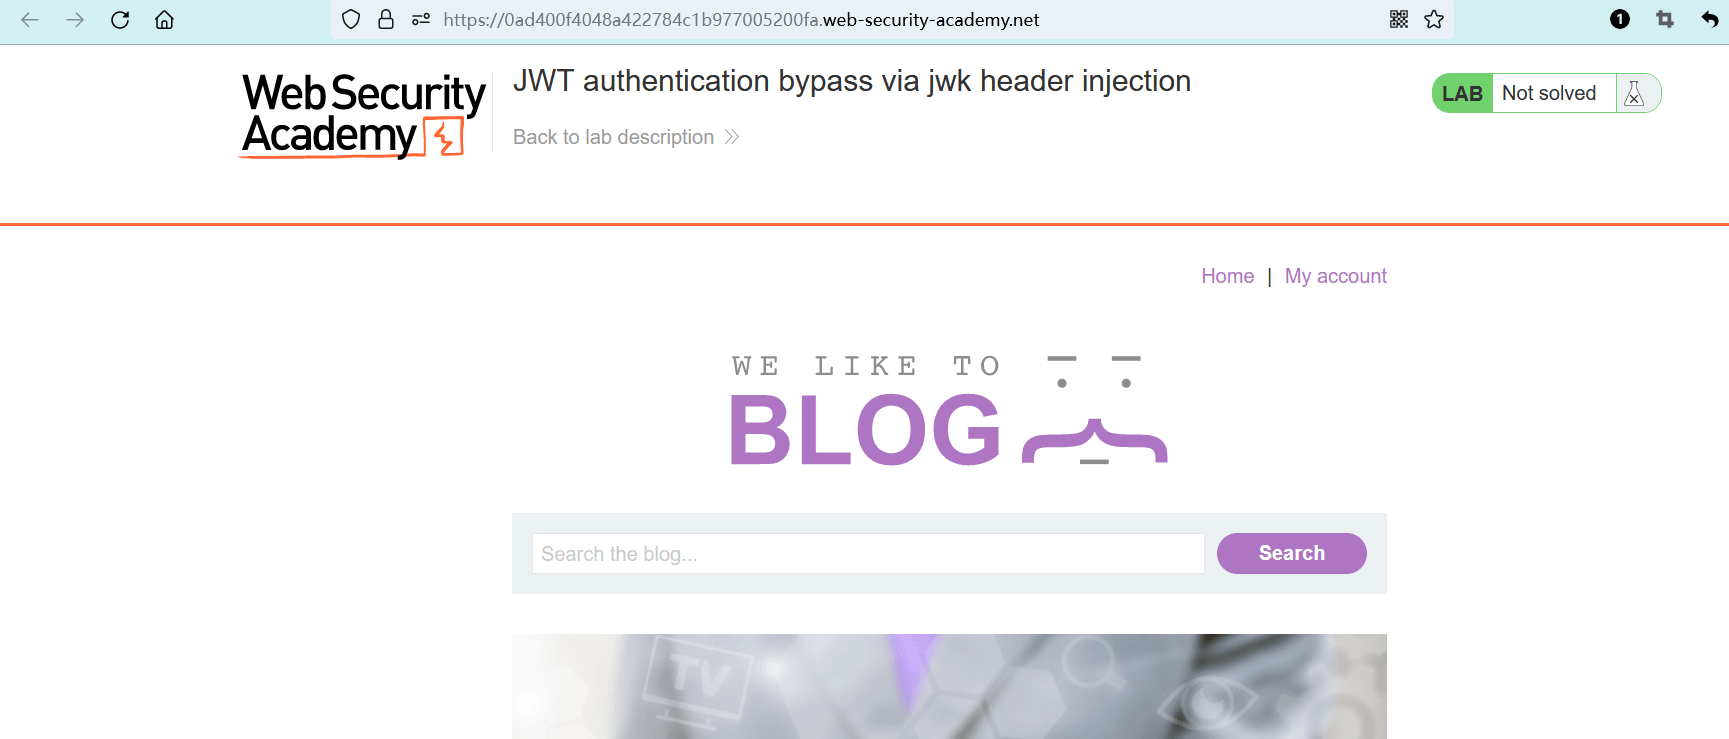 https://0ad400f4048a422784c1b977005200fa.web-security-academy.net
1
Web Security
Academy
JWT authentication bypass via jwk header injection
Back to lab description
LAB Not solved
Home | My account
WE LIKE TO
BLOG
Search the blog...
Search
TV